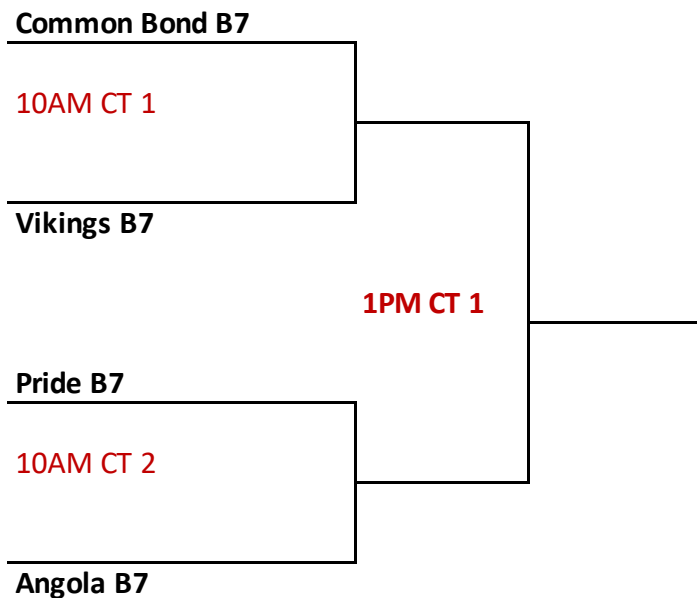 Common Bond B7
10AM CT 1
Vikings B7
1PM CT 1
Pride B7
10AM CT 2
Angola B7